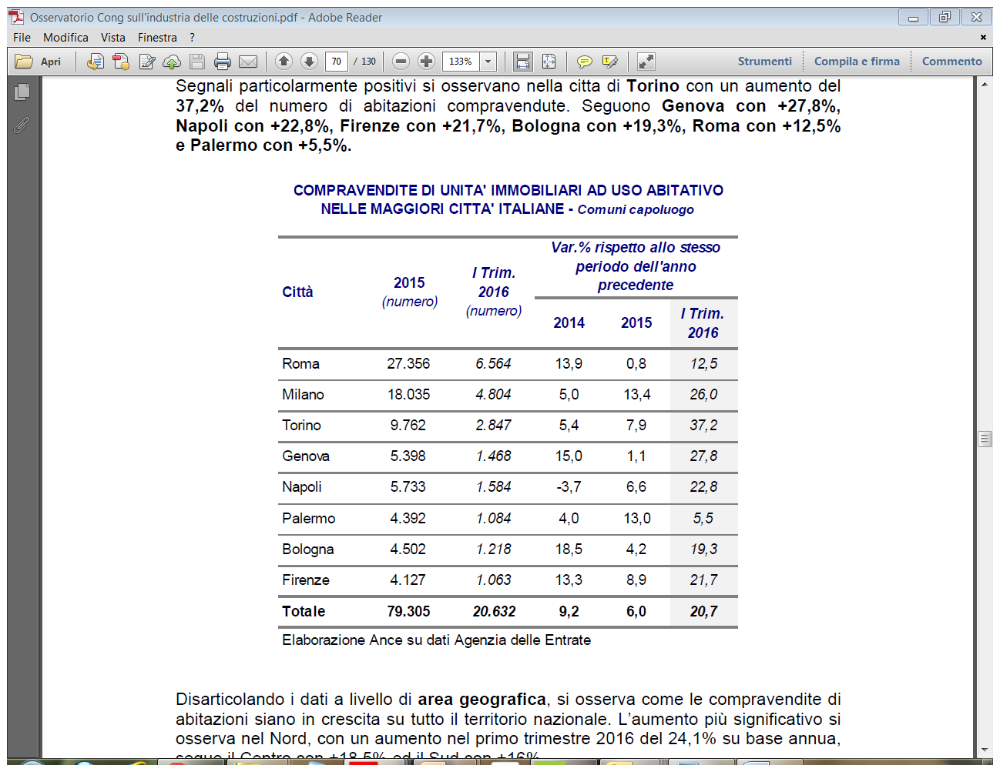 Osservatorio Cong sull'industria delle costruzioni.pdf - Adobe Reader
File Modifica Vista Finestra ?
Apri 70 / 130 133% Strumenti Compila e firma Commento
Segnali particolarmente positivi si osservano nella citta di Torino con un aumento del
37,2% del numero di abitazioni compravendute. Seguono Genova con +27,8%,
Napoli con +22,8%, Firenze con +21,7%, Bologna con +19,3%, Roma con +12,5%
e Palermo con +5,5%.
COMPRAVENDITE DI UNITA' IMMOBILIARI AD USO ABITATIVO
NELLE MAGGIORI CITTA' ITALIANE - Comuni capoluogo
Città
2015
(numero)
I Trim.
2016
(numero)
Var.% rispetto allo stesso
periodo dell'anno
precedente
2014 2015 I Trim.
2016
Roma 27.356 6.564 13,9 0,8 12,5
Milano 18.035 4.804 5,0 13,4 26,0
Torino 9.762 2.847 5,4 7,9 37,2
Genova 5.398 1.468 15,0 1,1 27,8
Napoli 5.733 1.584 -3,7 6,6 22,8
Palermo 4.392 1.084 4,0 13,0 5,5
Bologna 4.502 1.218 18,5 4,2 19,3
Firenze 4.127 1.063 13,3 8,9 21,7
Totale 79.305 20.632 9,2 6,0 20,7
Elaborazione Ance su dati Agenzia delle Entrate
Disarticolando i dati a livello di area geografica, si osserva come le compravendite di
abitazioni siano in crescita su tutto il territorio nazionale. L'aumento più significativo si
osserva nel Nord, con un aumento nel primo trimestre 2016 del 24,1% su base annua,
segue il Centro con +18,5% ed il Sud con +16%.